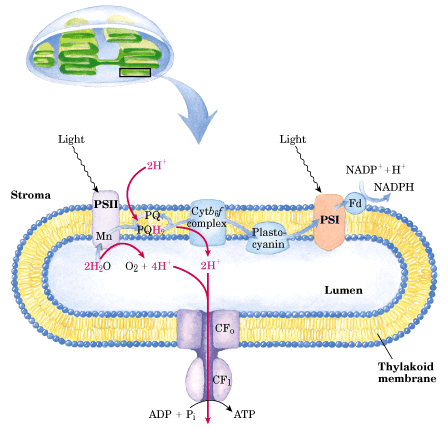 Light
Light
2H⁺
NADP⁺ +H⁺
NADPH
Stroma
PSII
PQ
Cytb₆f
complex
PSI
Fd
Mn
PQH₂
Plasto-
cyanin
2H₂O
O₂ + 4H⁺
2H⁺
Lumen
CF₀
Thylakoid
membrane
CF₁
ADP + Pᵢ
ATP